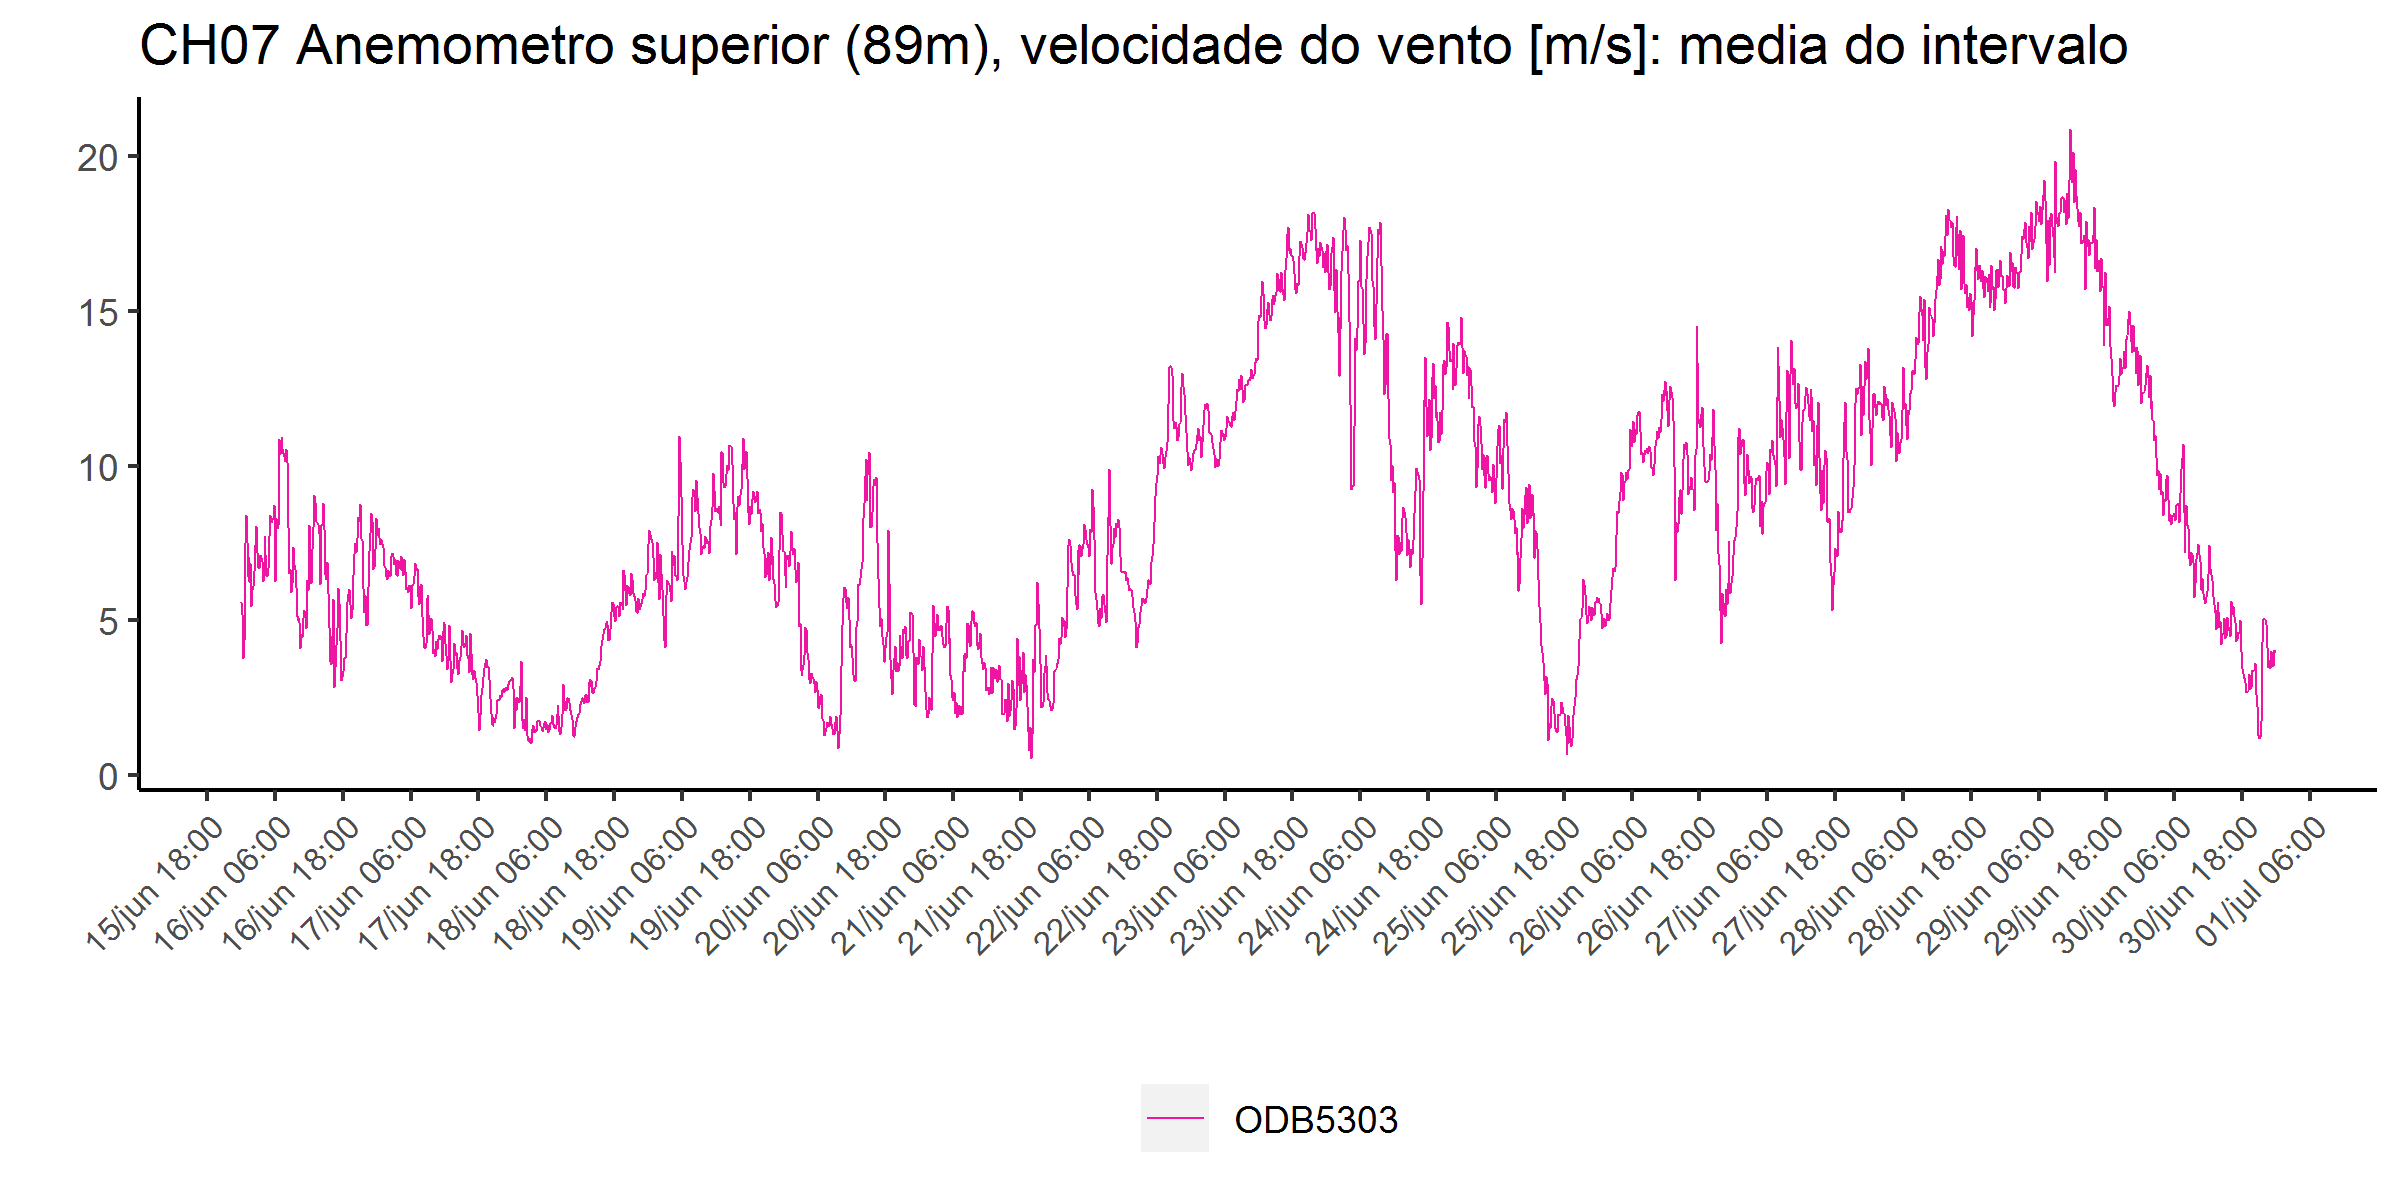 CH07 Anemometro superior (89m), velocidade do vento [m/s]: media do intervalo
20
15
10
5
0
15/jun 18:00
16/jun 06:00
16/jun 18:00
17/jun 06:00
17/jun 18:00
18/jun 06:00
18/jun 18:00
19/jun 06:00
19/jun 18:00
20/jun 06:00
20/jun 18:00
21/jun 06:00
21/jun 18:00
22/jun 06:00
22/jun 18:00
23/jun 06:00
23/jun 18:00
24/jun 06:00
24/jun 18:00
25/jun 06:00
25/jun 18:00
26/jun 06:00
26/jun 18:00
27/jun 06:00
27/jun 18:00
28/jun 06:00
28/jun 18:00
29/jun 06:00
29/jun 18:00
30/jun 06:00
30/jun 18:00
01/jul 06:00
ODB5303